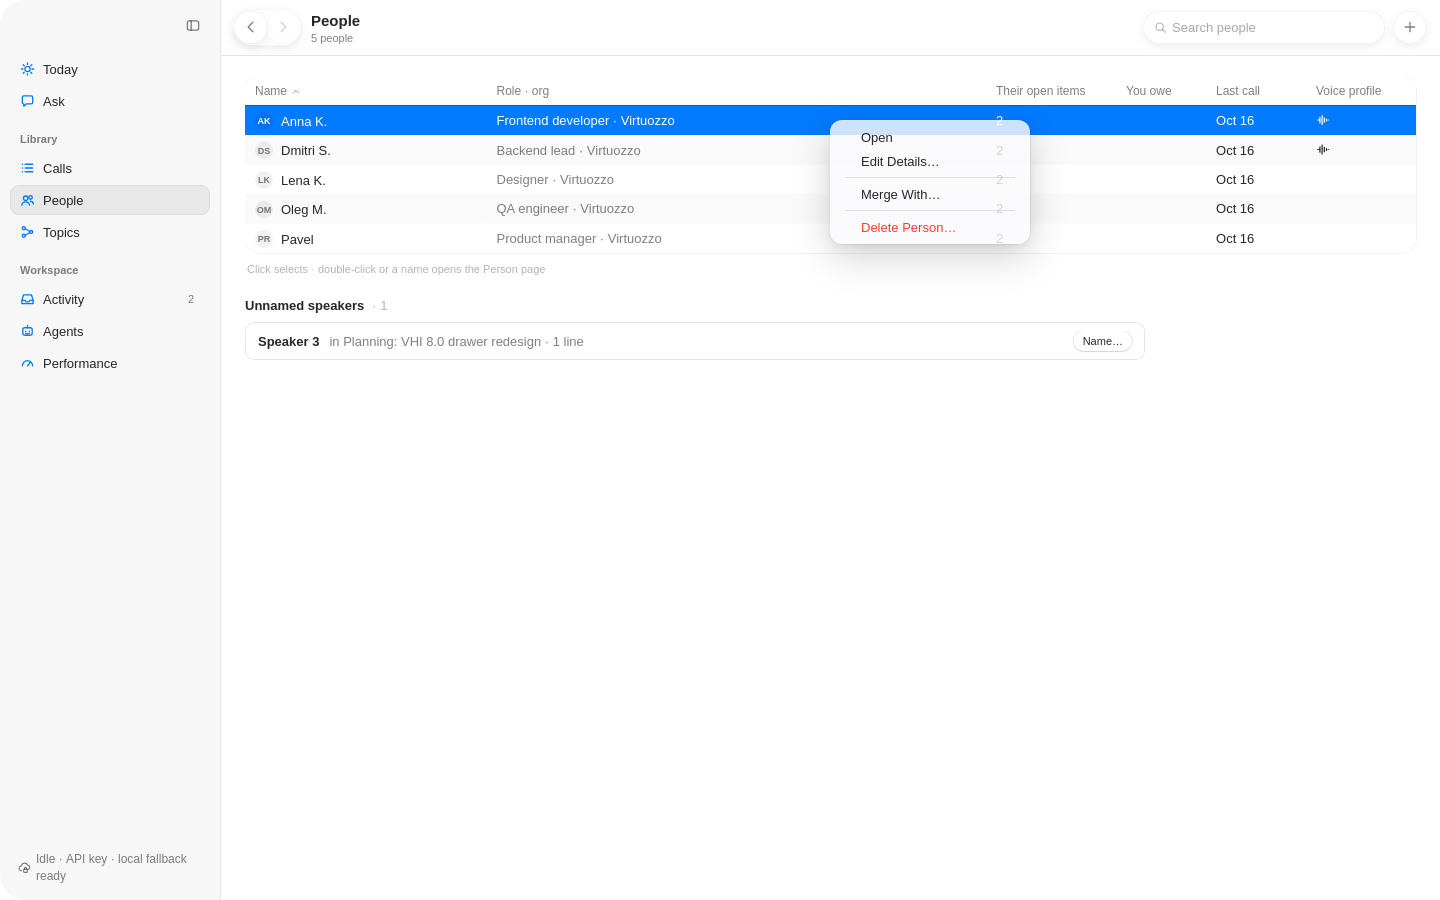 People
5 people
Search people
Today
Ask
Library
Calls
People
Topics
Workspace
Activity 2
Agents
Performance
Idle · API key · local fallback
ready
Name Role · org Their open items You owe Last call Voice profile
AK Anna K. Frontend developer · Virtuozzo 2 Oct 16
DS Dmitri S. Backend lead · Virtuozzo 2 Oct 16
LK Lena K. Designer · Virtuozzo 2 Oct 16
OM Oleg M. QA engineer · Virtuozzo 2 Oct 16
PR Pavel Product manager · Virtuozzo 2 Oct 16
Open
Edit Details…
Merge With…
Delete Person…
Click selects · double-click or a name opens the Person page
Unnamed speakers · 1
Speaker 3 in Planning: VHI 8.0 drawer redesign · 1 line Name…